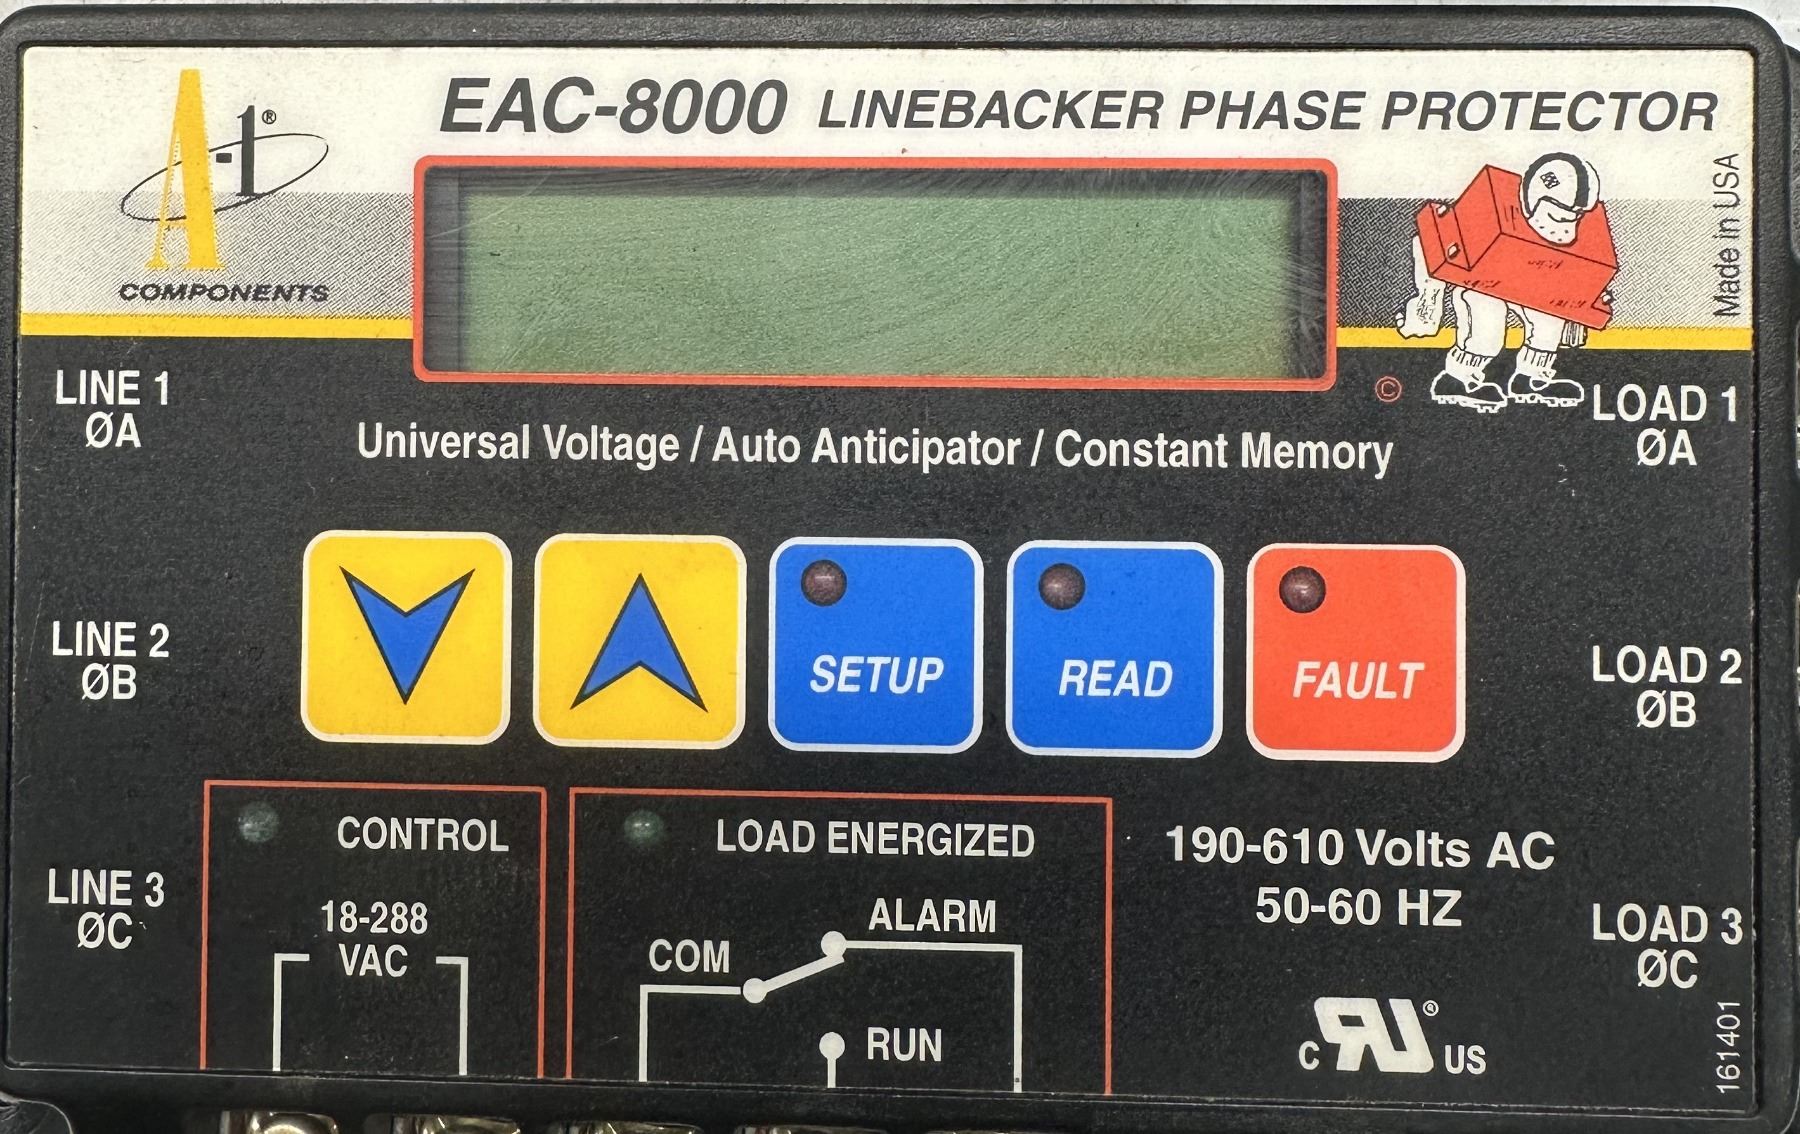 A-1®
COMPONENTS
EAC-8000 LINEBACKER PHASE PROTECTOR
Made in USA
©
LINE 1
ØA
LOAD 1
ØA
Universal Voltage / Auto Anticipator / Constant Memory
LINE 2
ØB
SETUP
READ
FAULT
LOAD 2
ØB
CONTROL
LOAD ENERGIZED
190-610 Volts AC
50-60 HZ
LINE 3
ØC
18-288
VAC
COM
ALARM
RUN
LOAD 3
ØC
C RU® US
161401